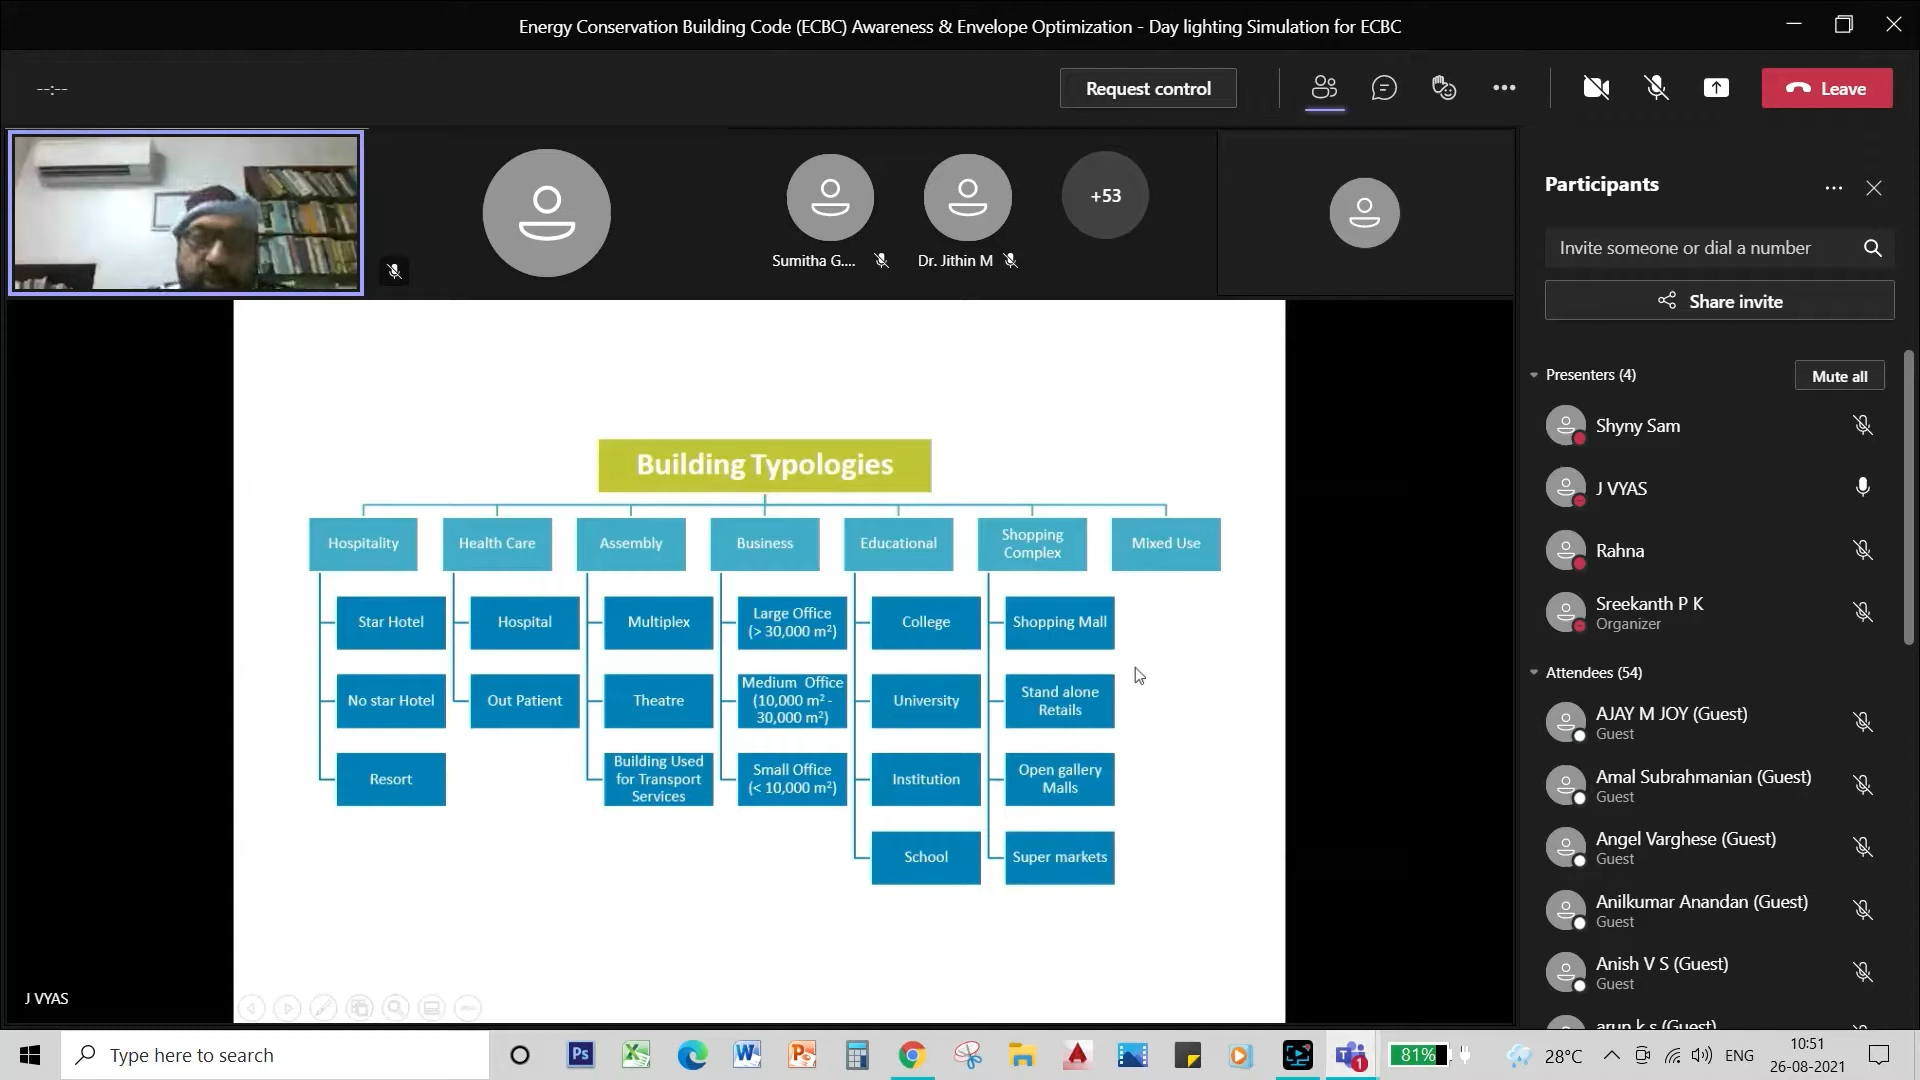 Energy Conservation Building Code (ECBC) Awareness & Envelope Optimization - Day lighting Simulation for ECBC
--:--
Request control
Leave
Sumitha G....
Dr. Jithin M
+53
Participants
Invite someone or dial a number
Share invite
Presenters (4)
Mute all
Shyny Sam
J VYAS
Rahna
Sreekanth P K
Organizer
Attendees (54)
AJAY M JOY (Guest)
Guest
Amal Subrahmanian (Guest)
Guest
Angel Varghese (Guest)
Guest
Anilkumar Anandan (Guest)
Guest
Anish V S (Guest)
Guest
arun k s (Guest)
Building Typologies
Hospitality
Health Care
Assembly
Business
Educational
Shopping
Complex
Mixed Use
Star Hotel
No star Hotel
Resort
Hospital
Out Patient
Multiplex
Theatre
Building Used
for Transport
Services
Large Office
(> 30,000 m²)
Medium Office
(10,000 m² -
30,000 m²)
Small Office
(< 10,000 m²)
College
University
Institution
School
Shopping Mall
Stand alone
Retails
Open gallery
Malls
Super markets
J VYAS
Type here to search
Ps
81%
1
28°C
ENG
10:51
26-08-2021